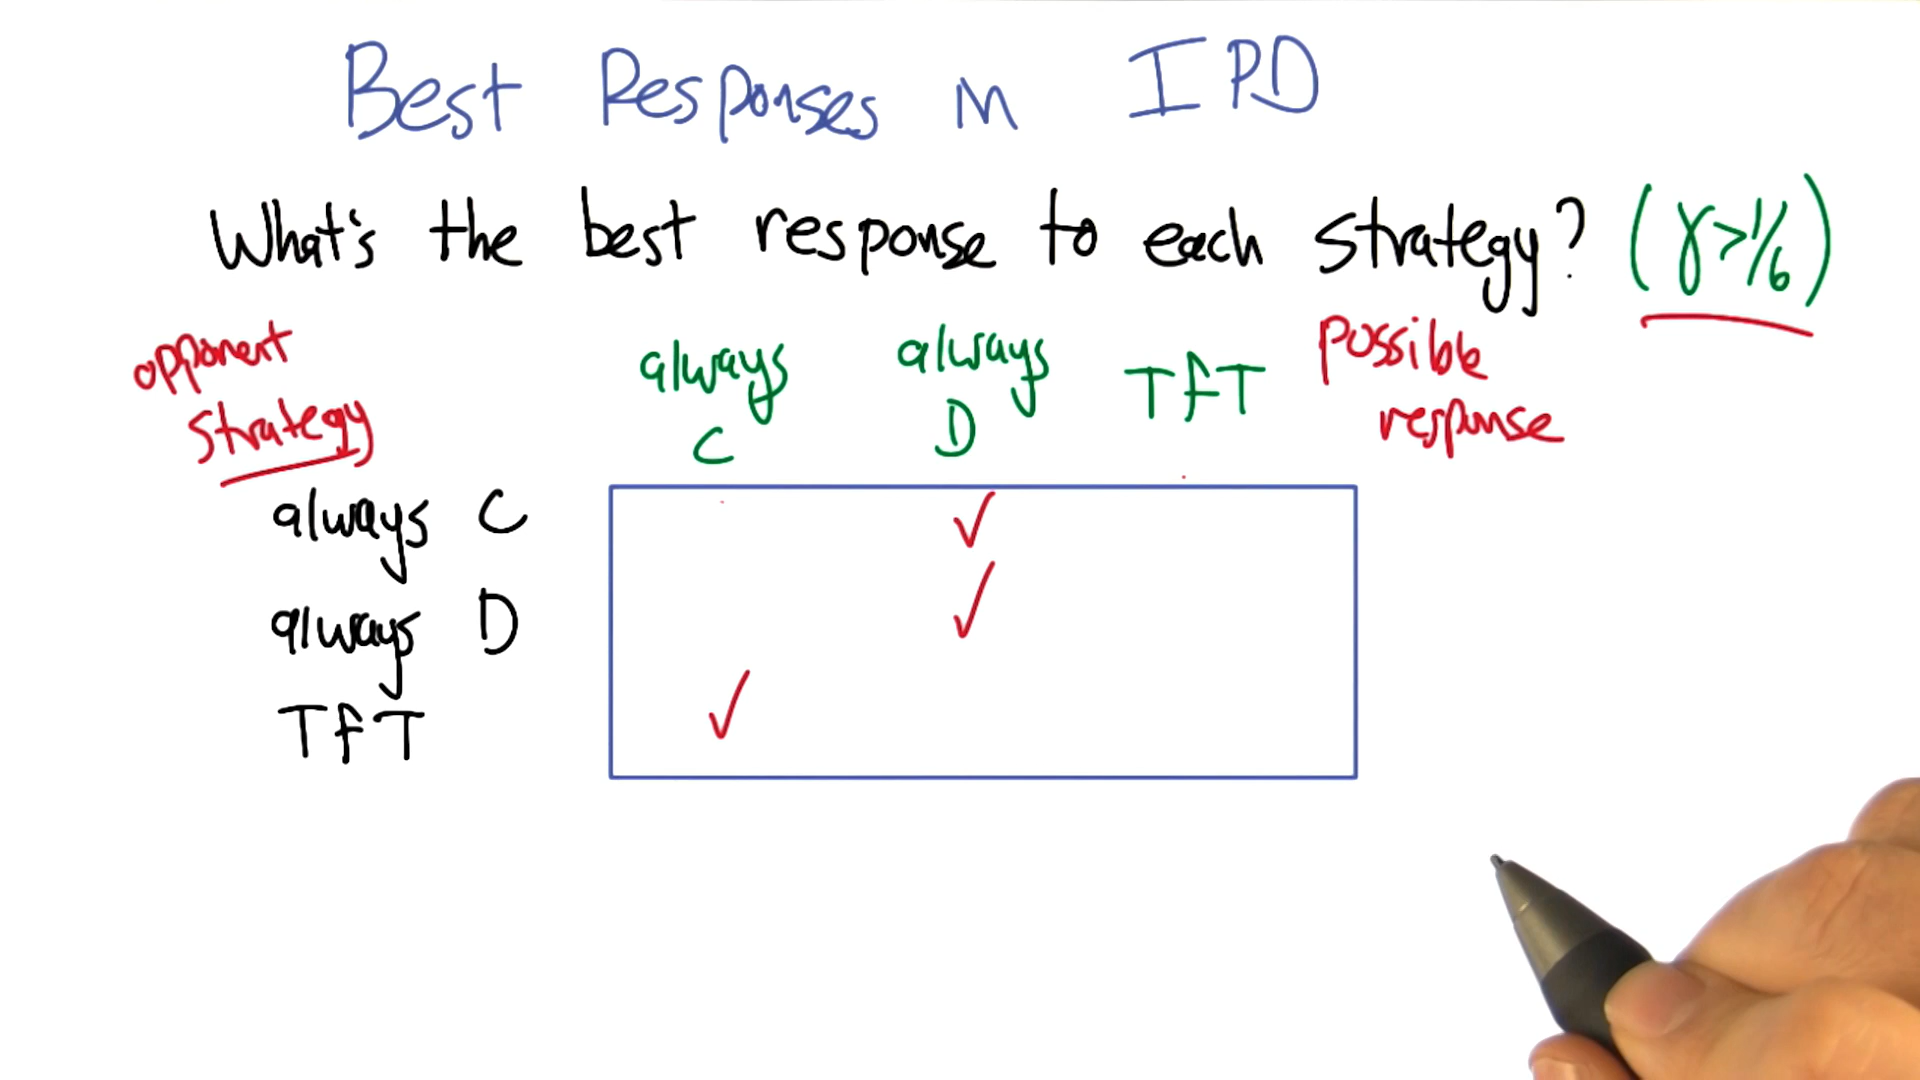 Best Responses in IPD
What's the best response to each strategy? (γ>1/6)
opponent strategy
always C
always D
TfT
possible response
always C
always D
TfT